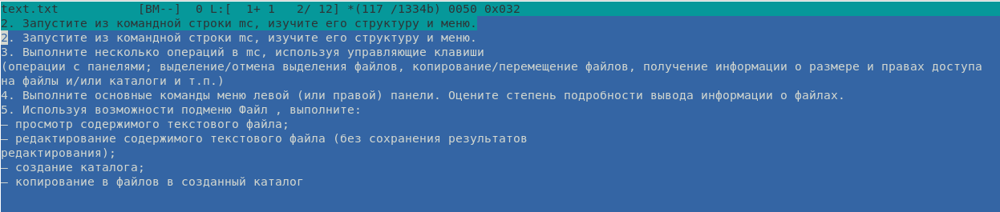 text.txt [BM--] 0 L:[ 1+ 1 2/ 12] *(117 /1334b) 0050 0x032
2. Запустите из командной строки mc, изучите его структуру и меню.
2. Запустите из командной строки mc, изучите его структуру и меню.
3. Выполните несколько операций в mc, используя управляющие клавиши
(операции с панелями; выделение/отмена выделения файлов, копирование/перемещение файлов, получение информации о размере и правах доступа
на файлы и/или каталоги и т.п.)
4. Выполните основные команды меню левой (или правой) панели. Оцените степень подробности вывода информации о файлах.
5. Используя возможности подменю Файл , выполните:
– просмотр содержимого текстового файла;
– редактирование содержимого текстового файла (без сохранения результатов
редактирования);
– создание каталога;
– копирование в файлов в созданный каталог